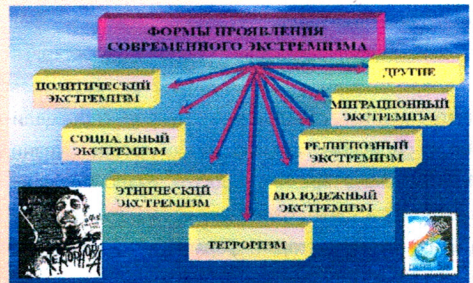 ФОРМЫ ПРОЯВЛЕНИЯ
СОВРЕМЕННОГО ЭКСТРЕМИЗМА
ДРУГИЕ
ПОЛИТИЧЕСКИЙ
ЭКСТРЕМИЗМ
МИГРАЦИОННЫЙ
ЭКСТРЕМИЗМ
СОЦИАЛЬНЫЙ
ЭКСТРЕМИЗМ
РЕЛИГИОЗНЫЙ
ЭКСТРЕМИЗМ
ЭТНИЧЕСКИЙ
ЭКСТРЕМИЗМ
МОЛОДЕЖНЫЙ
ЭКСТРЕМИЗМ
ТЕРРОРИЗМ